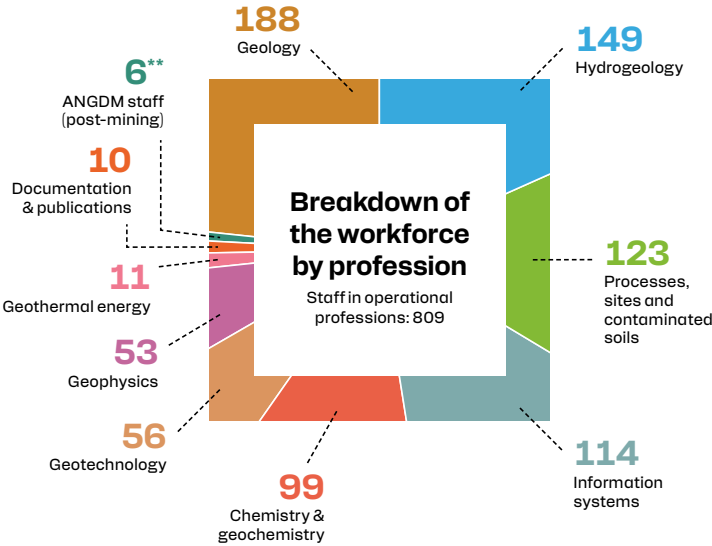 188
Geology
149
Hydrogeology
6**
ANGDM staff
(post-mining)
10
Documentation
& publications
Breakdown of
the workforce
by profession
Staff in operational
professions: 809
123
Processes,
sites and
contaminated
soils
11
Geothermal energy
53
Geophysics
56
Geotechnology
114
Information
systems
99
Chemistry &
geochemistry